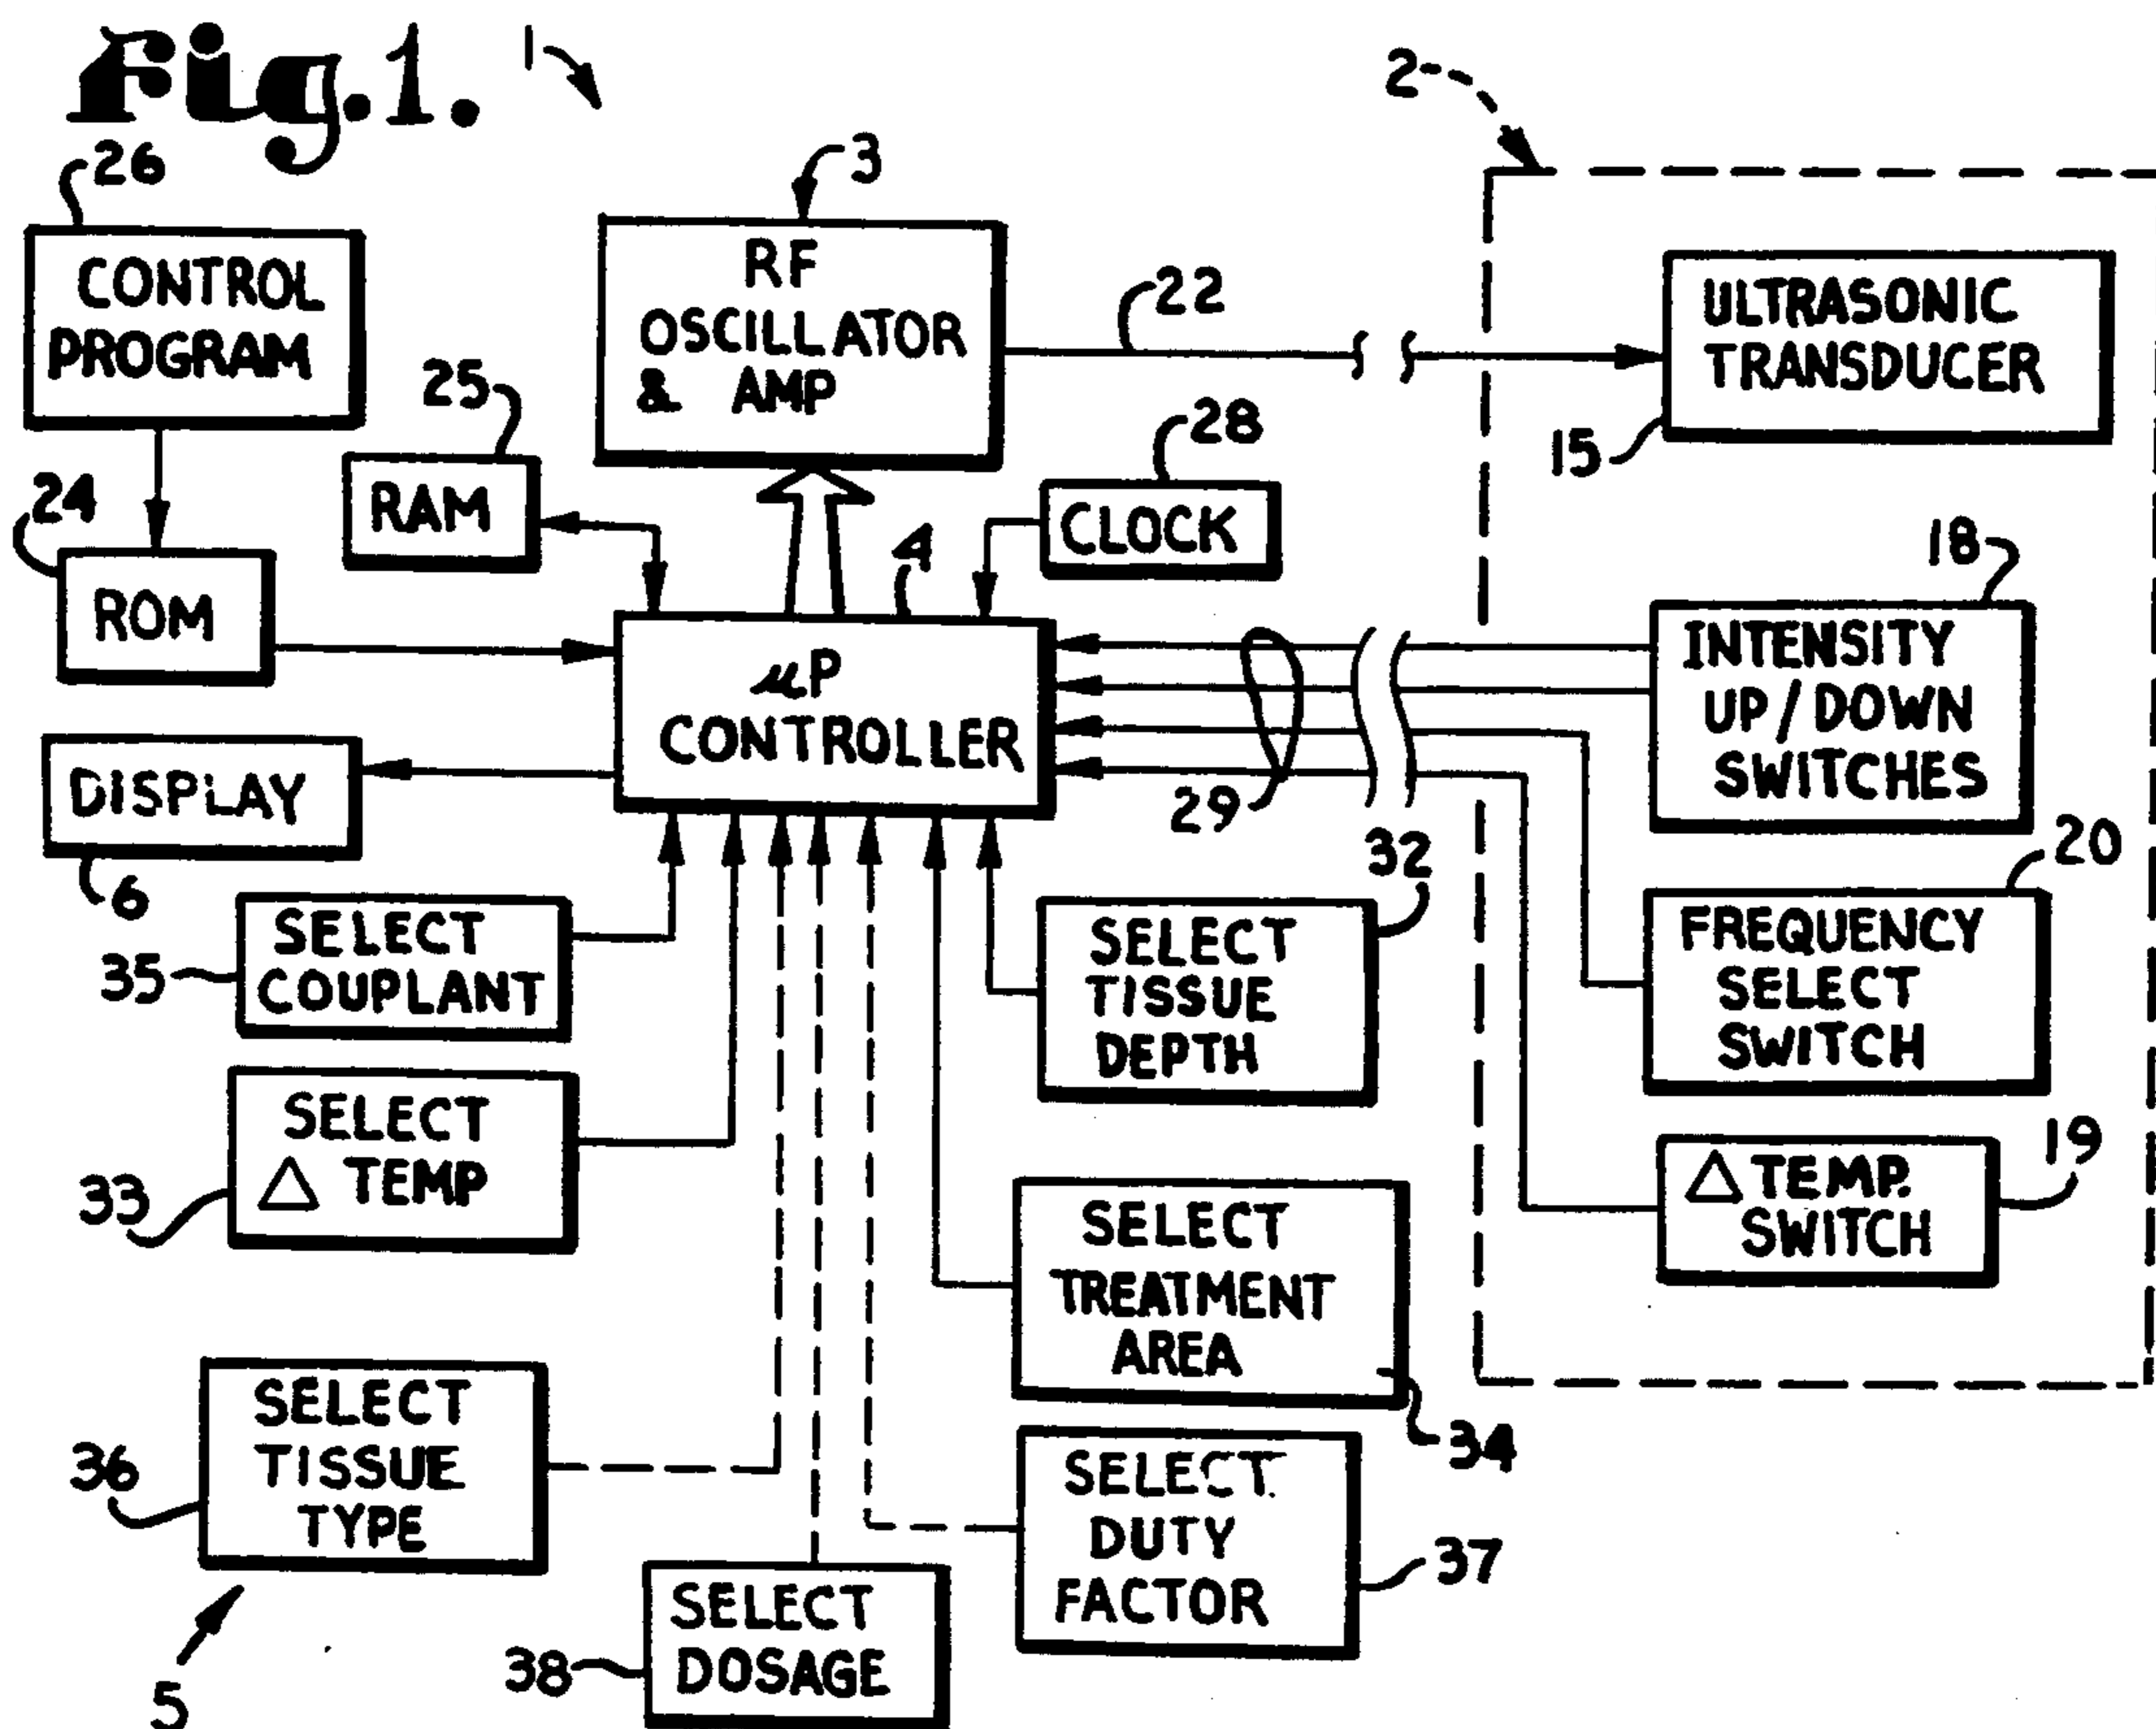 Fig.1.
1
2
26
3
CONTROL
PROGRAM
RF
OSCILLATOR
& AMP
22
ULTRASONIC
TRANSDUCER
15
25
28
24
RAM
CLOCK
4
18
ROM
μP
CONTROLLER
INTENSITY
UP/DOWN
SWITCHES
DISPLAY
29
6
32
20
SELECT
COUPLANT
35
SELECT
TISSUE
DEPTH
FREQUENCY
SELECT
SWITCH
SELECT
△ TEMP
33
△ TEMP.
SWITCH
19
SELECT
TREATMENT
AREA
34
SELECT
TISSUE
TYPE
36
SELECT
DUTY
FACTOR
37
5
SELECT
DOSAGE
38